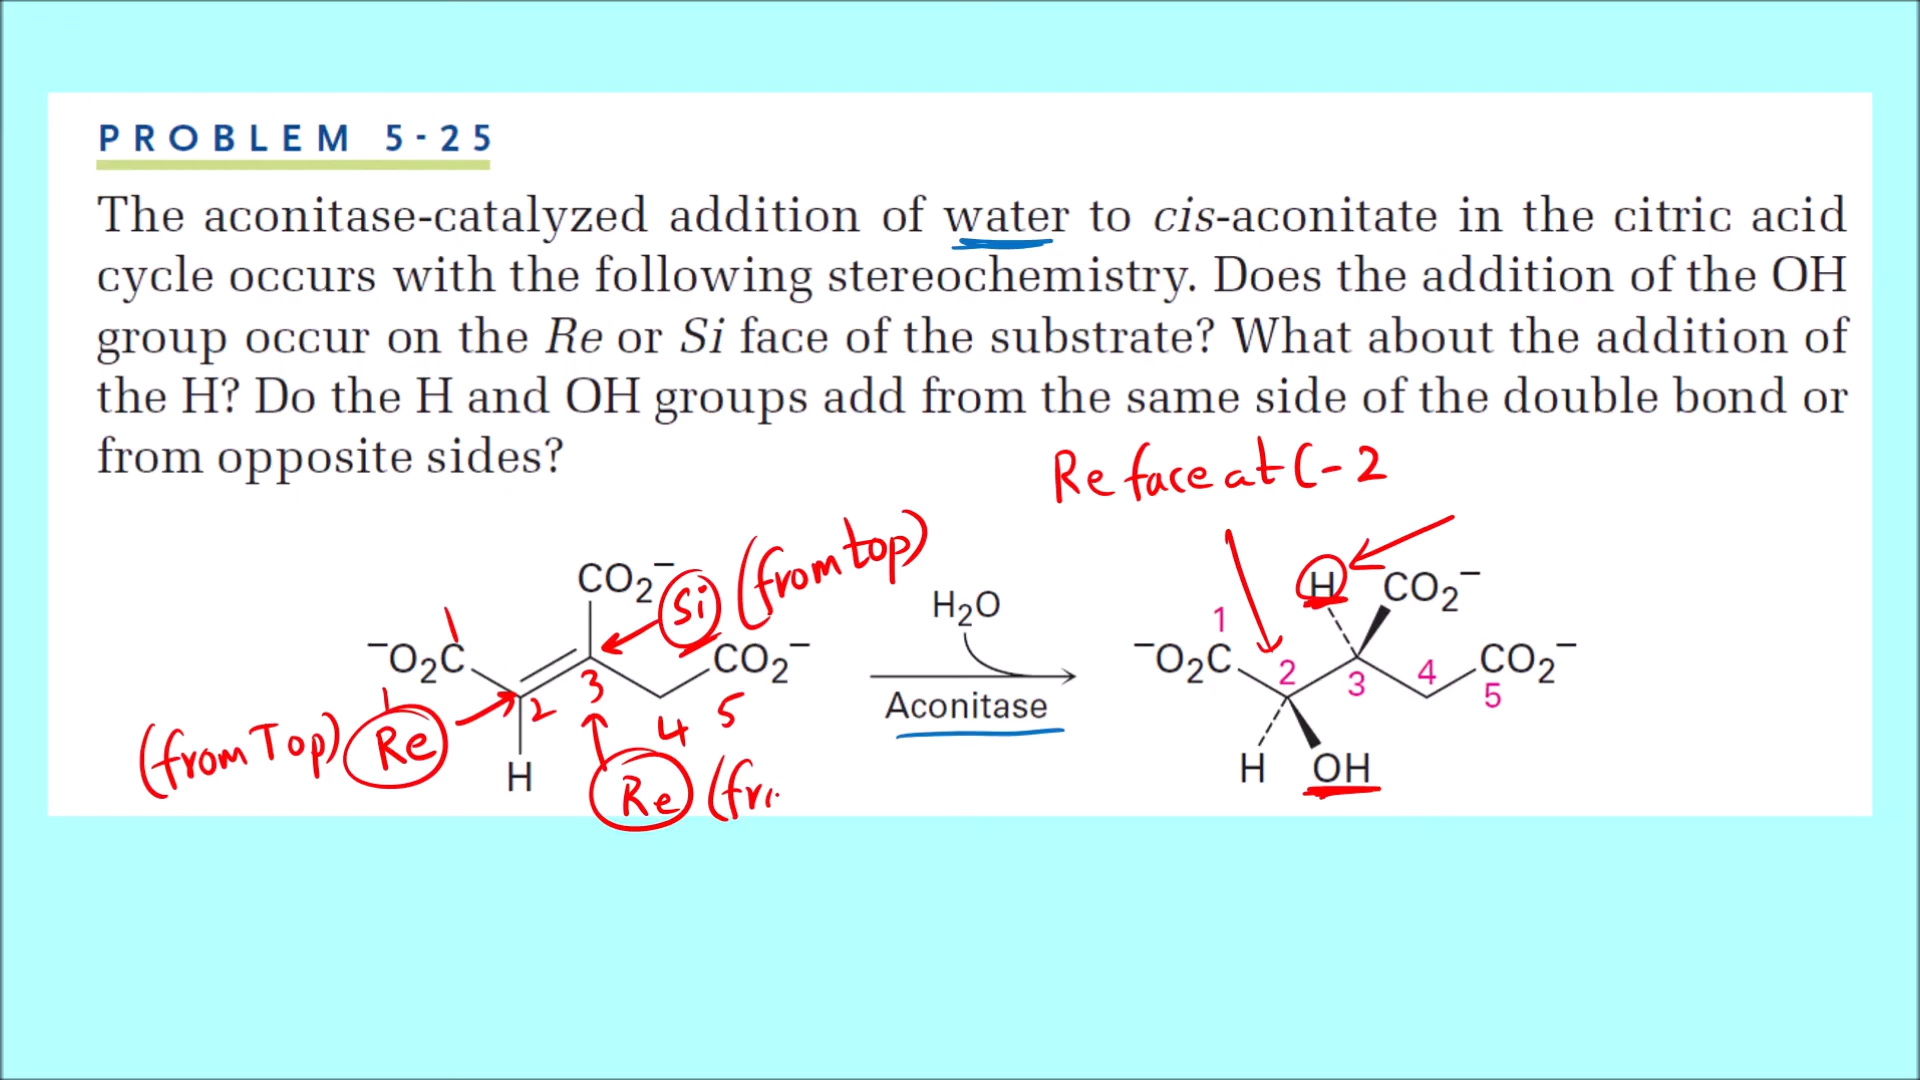 PROBLEM 5-25
The aconitase-catalyzed addition of water to cis-aconitate in the citric acid
cycle occurs with the following stereochemistry. Does the addition of the OH
group occur on the Re or Si face of the substrate? What about the addition of
the H? Do the H and OH groups add from the same side of the double bond or
from opposite sides?
Re face at C-2
CO₂⁻ Si (from top)
H₂O
H CO₂⁻
1 ⁻O₂C CO₂⁻
1 ⁻O₂C CO₂⁻
2 3 4 5
2 3 4 5
Aconitase
(from Top) Re
H Re (fr
H OH